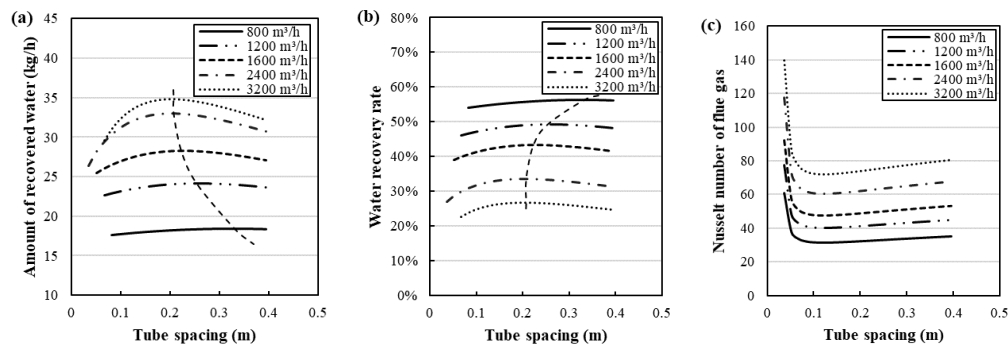 (a)
Amount of recovered water (kg/h)
45
40
35
30
25
20
15
10
800 m³/h
1200 m³/h
1600 m³/h
2400 m³/h
3200 m³/h
0
0.1
0.2
0.3
0.4
0.5
Tube spacing (m)
(b)
Water recovery rate
80%
70%
60%
50%
40%
30%
20%
10%
0%
800 m³/h
1200 m³/h
1600 m³/h
2400 m³/h
3200 m³/h
0
0.1
0.2
0.3
0.4
0.5
Tube spacing (m)
(c)
Nusselt number of flue gas
160
140
120
100
80
60
40
20
0
800 m³/h
1200 m³/h
1600 m³/h
2400 m³/h
3200 m³/h
0
0.1
0.2
0.3
0.4
0.5
Tube spacing (m)